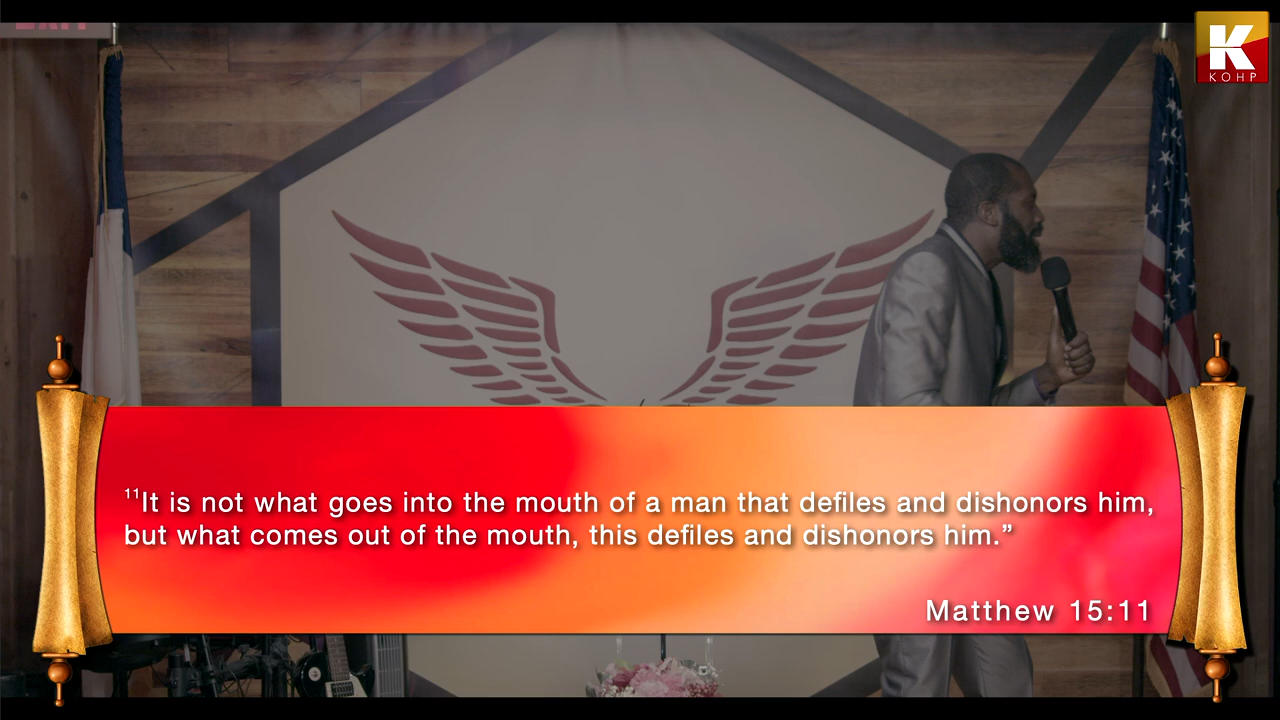 EXIT
K
KOHP
¹¹It is not what goes into the mouth of a man that defiles and dishonors him,
but what comes out of the mouth, this defiles and dishonors him.”
Matthew 15:11